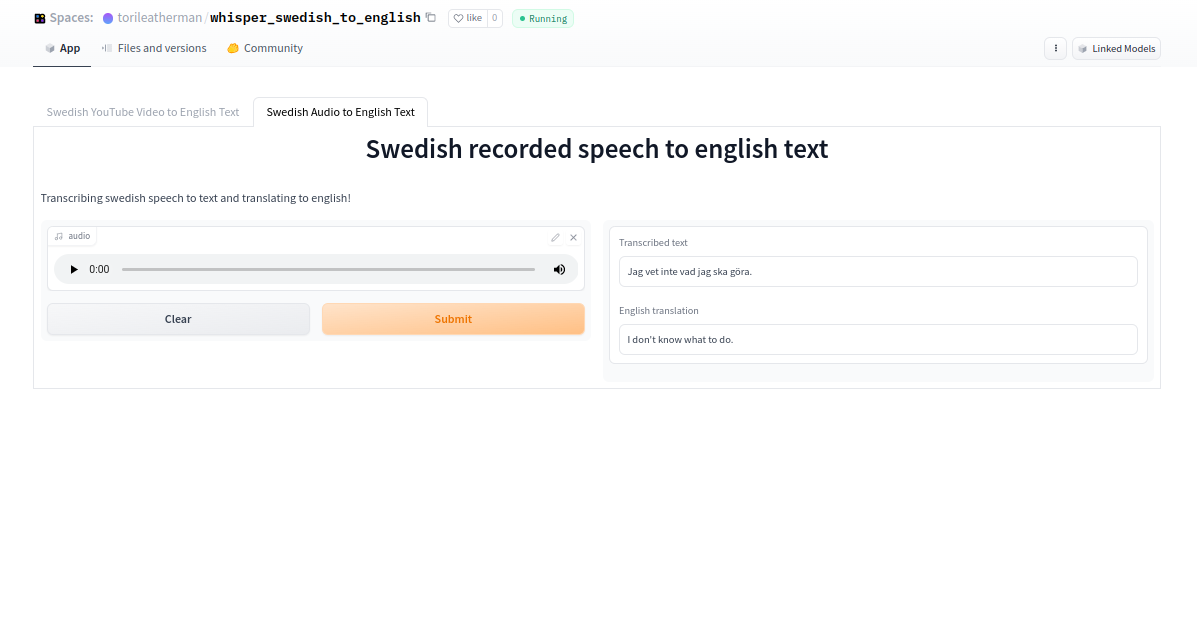 Spaces: torileatherman/whisper_swedish_to_english like 0 Running
App Files and versions Community Linked Models
Swedish YouTube Video to English Text Swedish Audio to English Text
Swedish recorded speech to english text
Transcribing swedish speech to text and translating to english!
audio
0:00
Clear Submit
Transcribed text
Jag vet inte vad jag ska göra.
English translation
I don't know what to do.